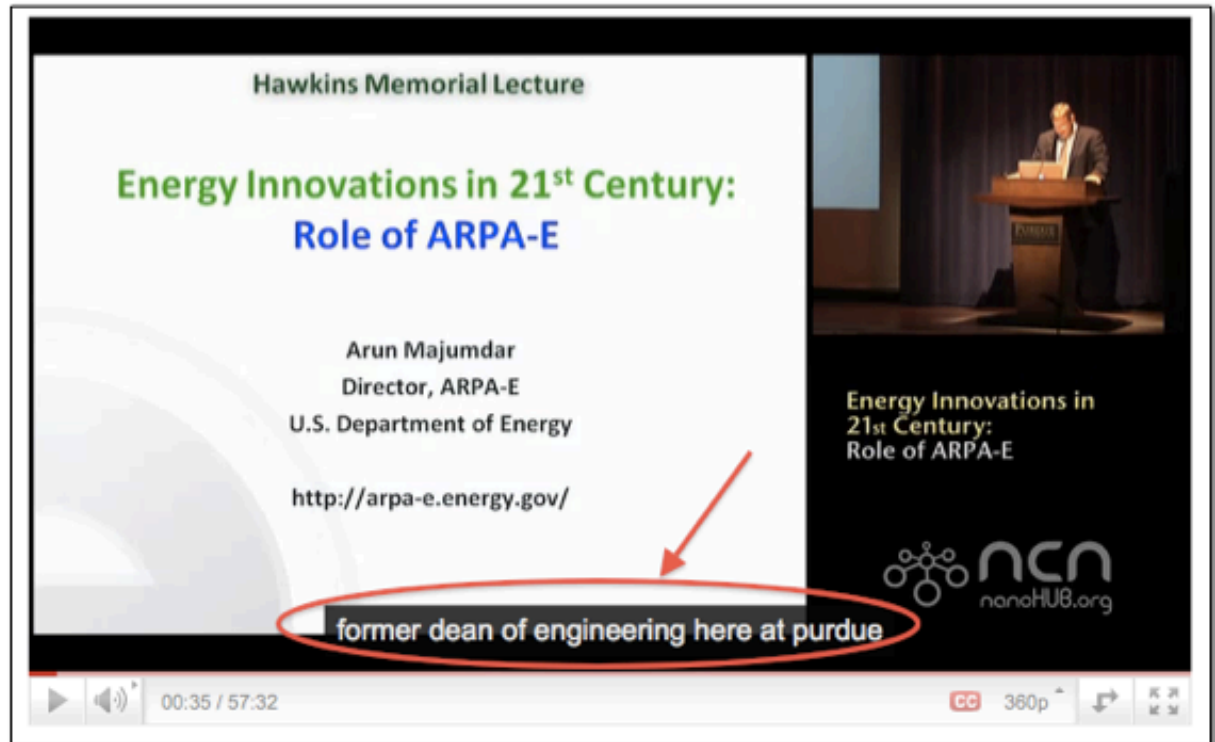 Hawkins Memorial Lecture
Energy Innovations in 21st Century:
Role of ARPA-E
Arun Majumdar
Director, ARPA-E
U.S. Department of Energy
http://arpa-e.energy.gov/
PURDUE
Energy Innovations in
21st Century:
Role of ARPA-E
ncn
nanoHUB.org
former dean of engineering here at purdue
00:35 / 57:32
CC
360p